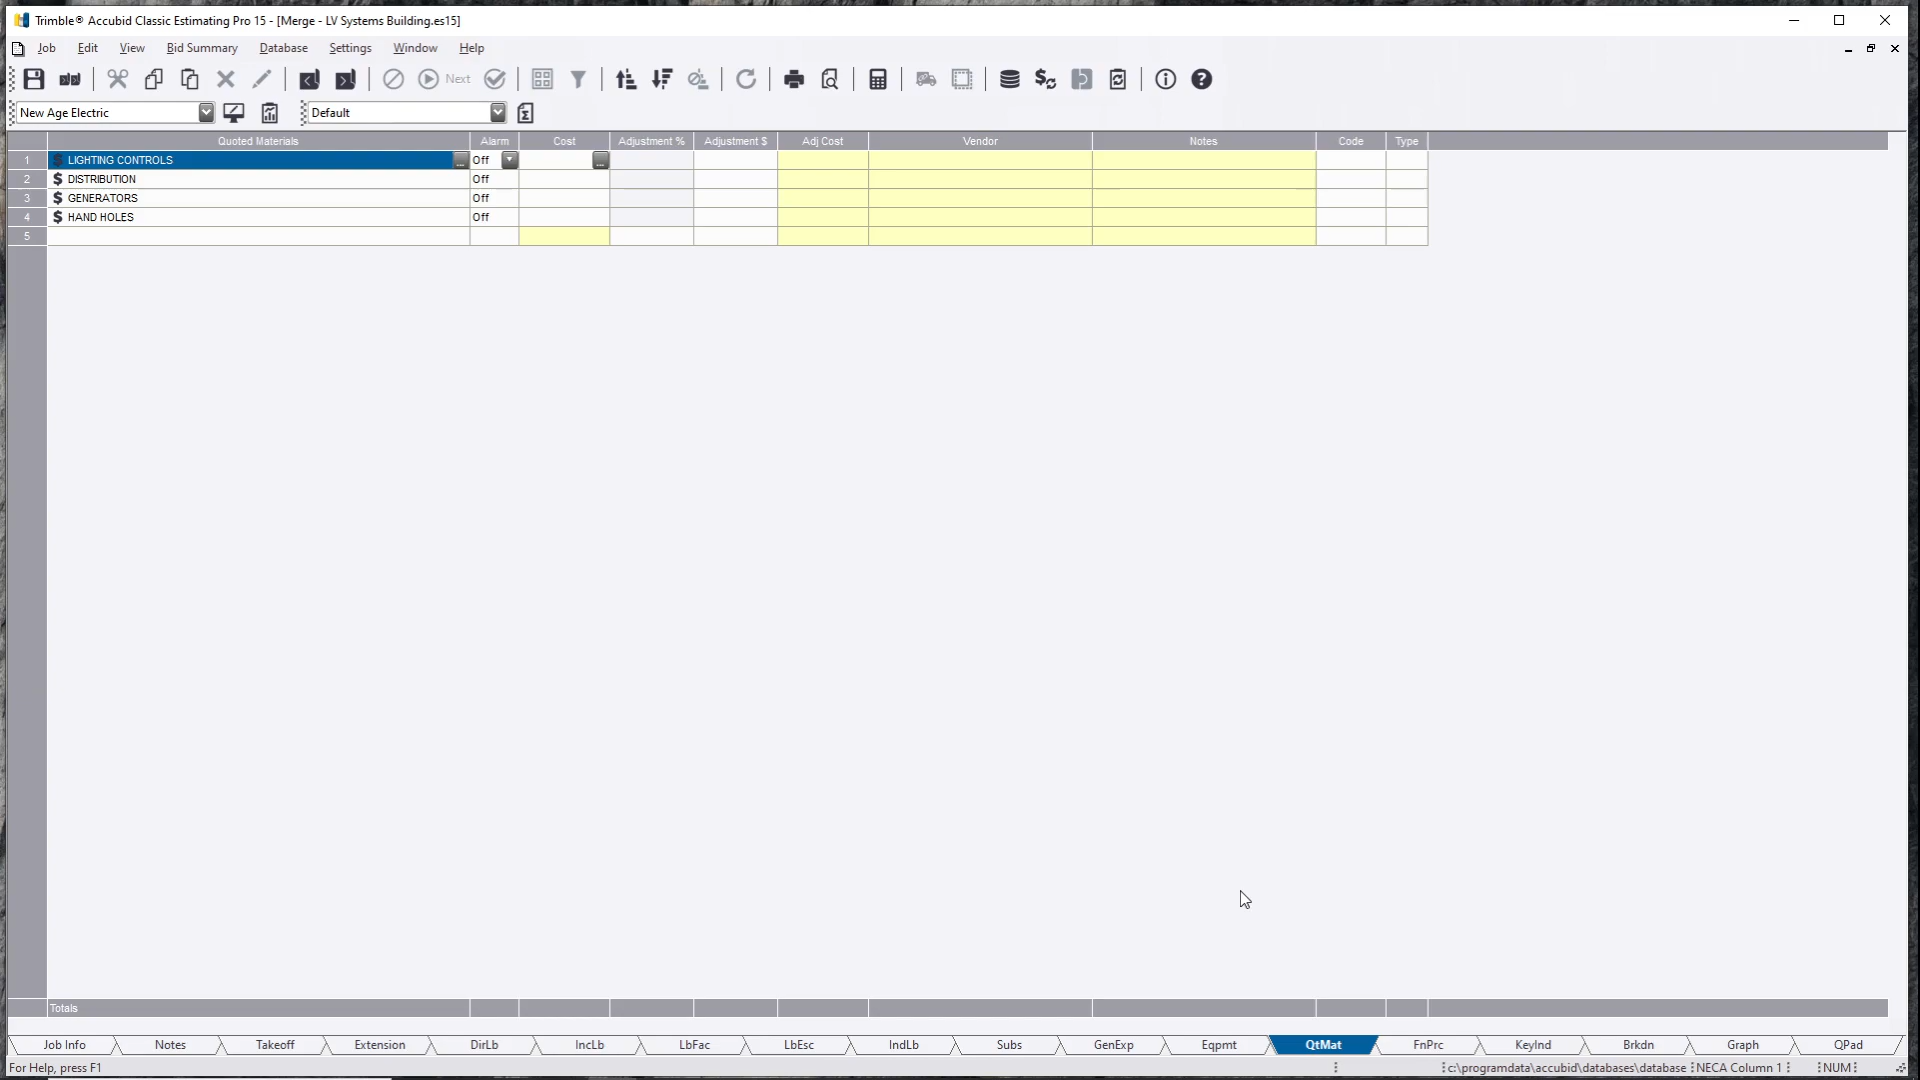 Trimble® Accubid Classic Estimating Pro 15 - [Merge - LV Systems Building.es15]
Job Edit View Bid Summary Database Settings Window Help
Next
New Age Electric Default
Quoted Materials Alarm Cost Adjustment % Adjustment $ Adj Cost Vendor Notes Code Type
1 $ LIGHTING CONTROLS ... Off ...
2 $ DISTRIBUTION Off
3 $ GENERATORS Off
4 $ HAND HOLES Off
5
Totals
Job Info Notes Takeoff Extension DirLb IncLb LbFac LbEsc IndLb Subs GenExp Eqpmt QtMat FnPrc KeyInd Brkdn Graph QPad
For Help, press F1 c:\programdata\accubid\databases\database NECA Column 1 NUM